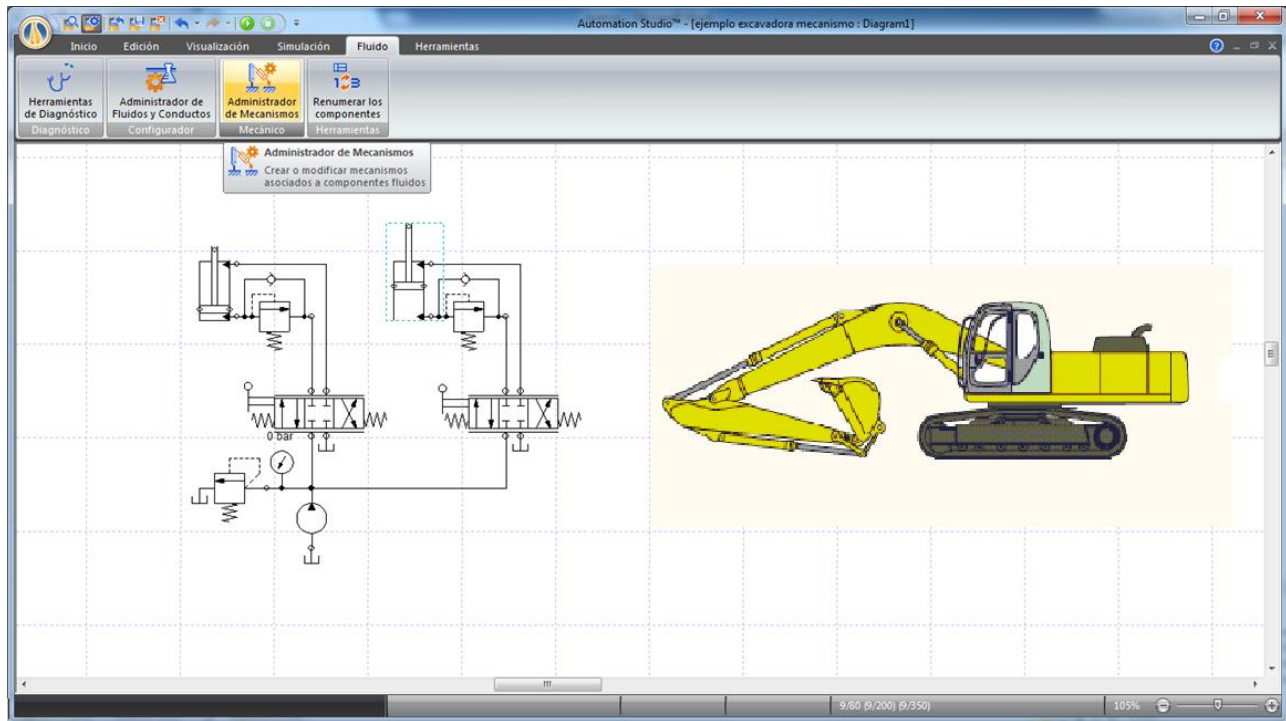 Automation Studio™ - [ejemplo excavadora mecanismo : Diagram1]
Inicio Edición Visualización Simulación Fluido Herramientas
Herramientas
de Diagnóstico
Diagnóstico
Administrador de
Fluidos y Conductos
Configurador
Administrador
de Mecanismos
Mecánico
Renumerar los
componentes
Herramientas
Administrador de Mecanismos
Crear o modificar mecanismos
asociados a componentes fluidos
0 bar
9/80 (9/200) (9/350)
105%